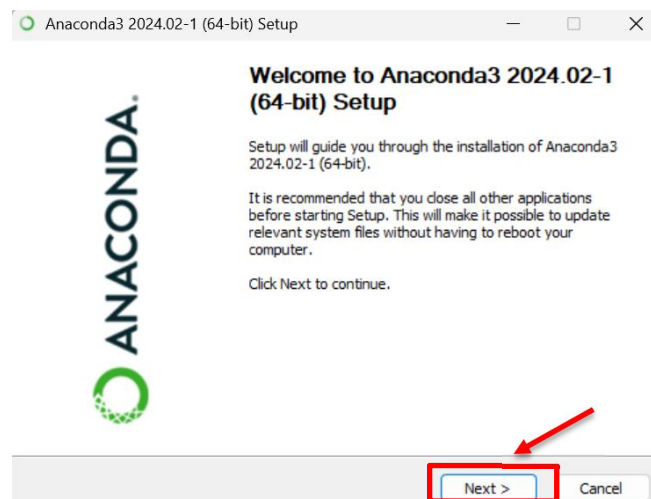 Anaconda3 2024.02-1 (64-bit) Setup
Welcome to Anaconda3 2024.02-1
(64-bit) Setup
Setup will guide you through the installation of Anaconda3
2024.02-1 (64-bit).
It is recommended that you close all other applications
before starting Setup. This will make it possible to update
relevant system files without having to reboot your
computer.
Click Next to continue.
ANACONDA.
Next >
Cancel